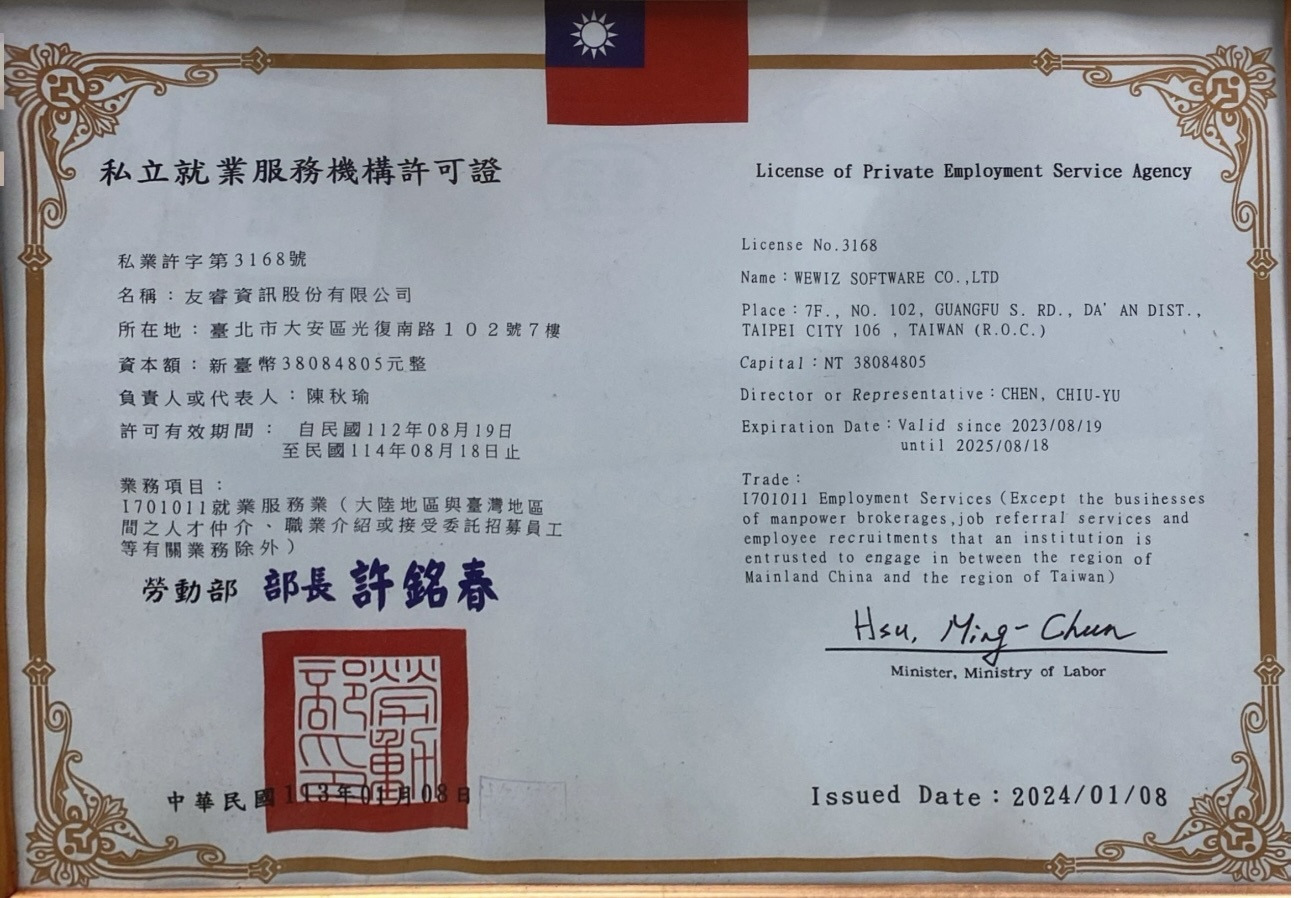 私立就業服務機構許可證
私業許字第3168號
名稱：友睿資訊股份有限公司
所在地：臺北市大安區光復南路１０２號７樓
資本額：新臺幣38084805元整
負責人或代表人：陳秋瑜
許可有效期間： 自民國112年08月19日
至民國114年08月18日止
業務項目：
I701011就業服務業（大陸地區與臺灣地區
間之人才仲介、職業介紹或接受委託招募員工
等有關業務除外）
勞動部 部長 許銘春
勞動
部印
中華民國113年01月08日
License of Private Employment Service Agency
License No.3168
Name：WEWIZ SOFTWARE CO.,LTD
Place：7F., NO. 102, GUANGFU S. RD., DA' AN DIST.,
TAIPEI CITY 106 , TAIWAN (R.O.C.)
Capital：NT 38084805
Director or Representative：CHEN, CHIU-YU
Expiration Date：Valid since 2023/08/19
until 2025/08/18
Trade：
I701011 Employment Services（Except the businesses
of manpower brokerages,job referral services and
employee recruitments that an institution is
entrusted to engage in between the region of
Mainland China and the region of Taiwan）
Hsu, Ming-Chun
Minister, Ministry of Labor
Issued Date：2024/01/08